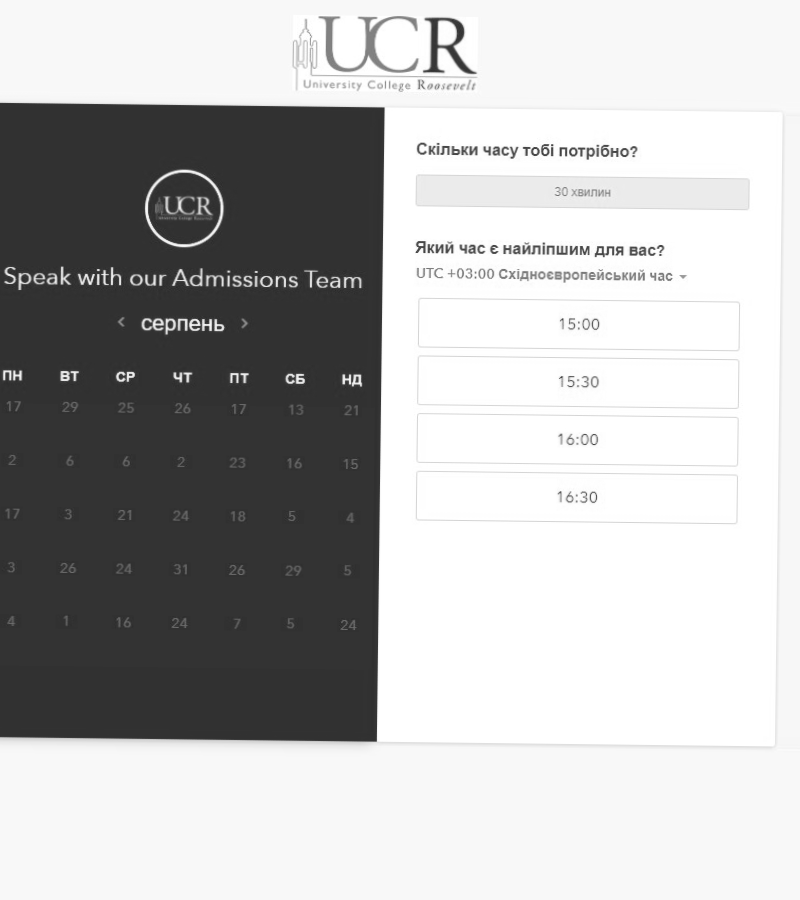 UCR
University College Roosevelt
UCR
Speak with our Admissions Team
серпень
ПН ВТ СР ЧТ ПТ СБ НД
17 29 25 26 17 13 21
2 6 6 2 23 16 15
17 3 21 24 18 5 4
3 26 24 31 26 29 5
4 1 16 24 7 5 24
Скільки часу тобі потрібно?
30 хвилин
Який час є найліпшим для вас?
UTC +03:00 Східноєвропейський час
15:00
15:30
16:00
16:30